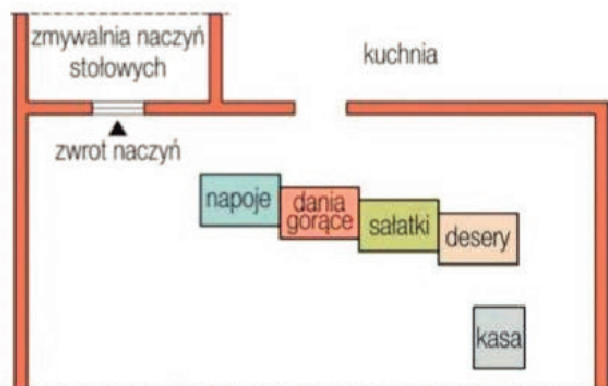 zmywalnia naczyń
stołowych
kuchnia
zwrot naczyń
napoje
dania
gorące
sałatki
desery
kasa